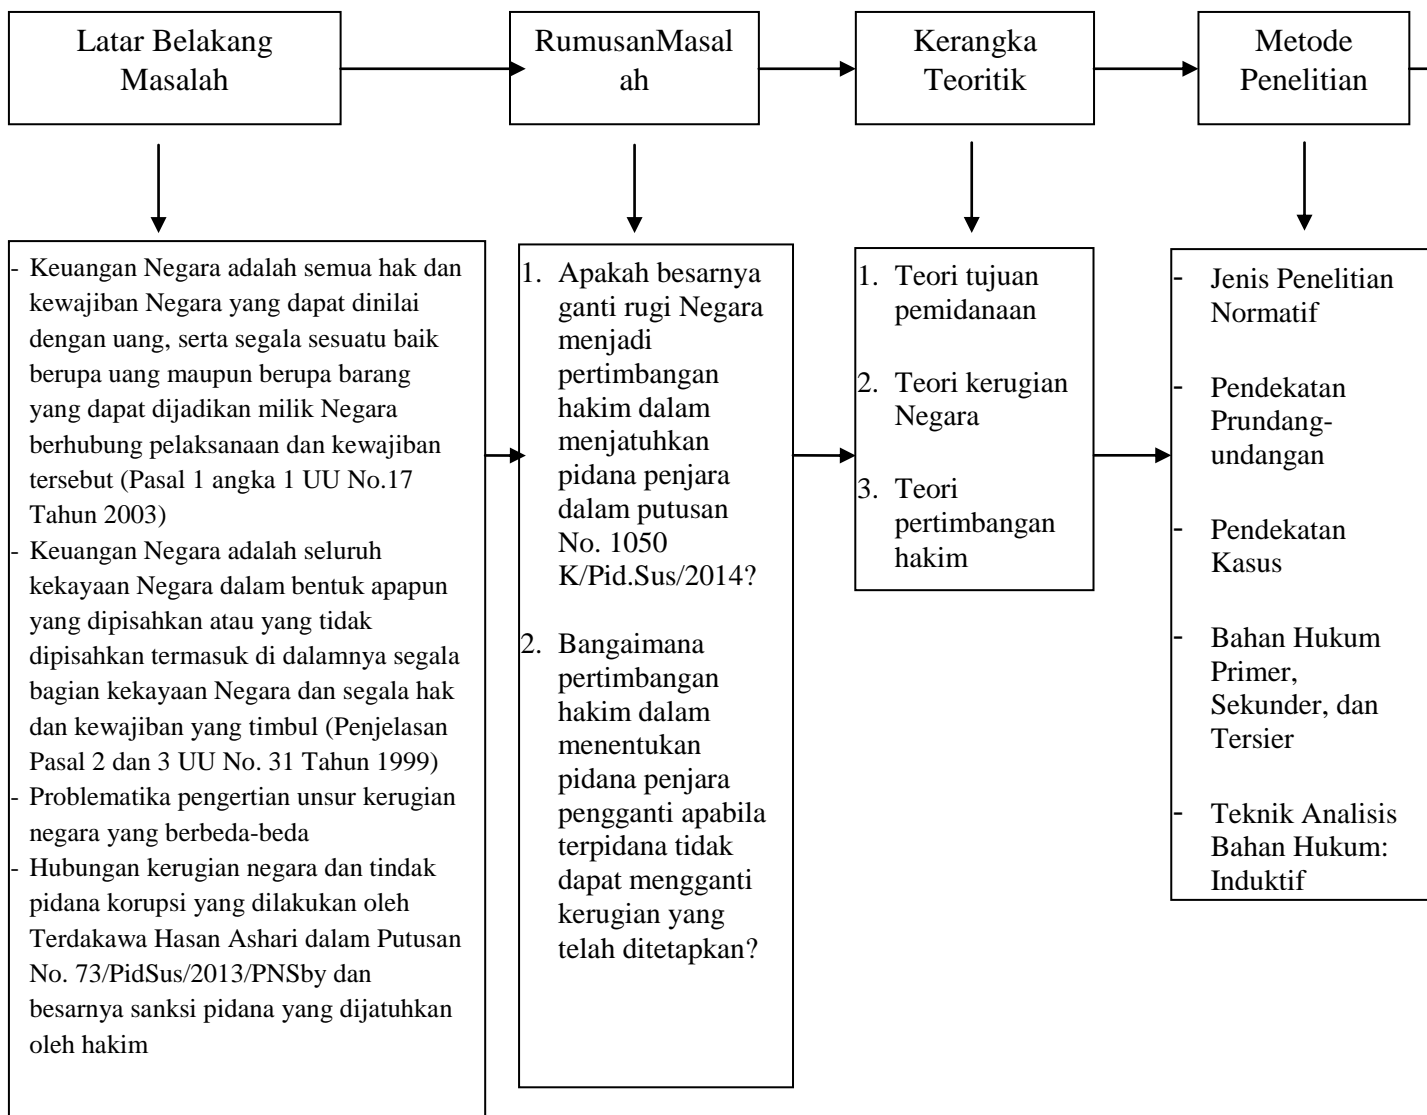 Latar Belakang
Masalah
RumusanMasal
ah
Kerangka
Teoritik
Metode
Penelitian
- Keuangan Negara adalah semua hak dan
kewajiban Negara yang dapat dinilai
dengan uang, serta segala sesuatu baik
berupa uang maupun berupa barang
yang dapat dijadikan milik Negara
berhubung pelaksanaan dan kewajiban
tersebut (Pasal 1 angka 1 UU No.17
Tahun 2003)
- Keuangan Negara adalah seluruh
kekayaan Negara dalam bentuk apapun
yang dipisahkan atau yang tidak
dipisahkan termasuk di dalamnya segala
bagian kekayaan Negara dan segala hak
dan kewajiban yang timbul (Penjelasan
Pasal 2 dan 3 UU No. 31 Tahun 1999)
- Problematika pengertian unsur kerugian
negara yang berbeda-beda
- Hubungan kerugian negara dan tindak
pidana korupsi yang dilakukan oleh
Terdakawa Hasan Ashari dalam Putusan
No. 73/PidSus/2013/PNSby dan
besarnya sanksi pidana yang dijatuhkan
oleh hakim
1. Apakah besarnya
ganti rugi Negara
menjadi
pertimbangan
hakim dalam
menjatuhkan
pidana penjara
dalam putusan
No. 1050
K/Pid.Sus/2014?
2. Bangaimana
pertimbangan
hakim dalam
menentukan
pidana penjara
pengganti apabila
terpidana tidak
dapat mengganti
kerugian yang
telah ditetapkan?
1. Teori tujuan
pemidanaan
2. Teori kerugian
Negara
3. Teori
pertimbangan
hakim
- Jenis Penelitian
Normatif
- Pendekatan
Prundang-
undangan
- Pendekatan
Kasus
- Bahan Hukum
Primer,
Sekunder, dan
Tersier
- Teknik Analisis
Bahan Hukum:
Induktif